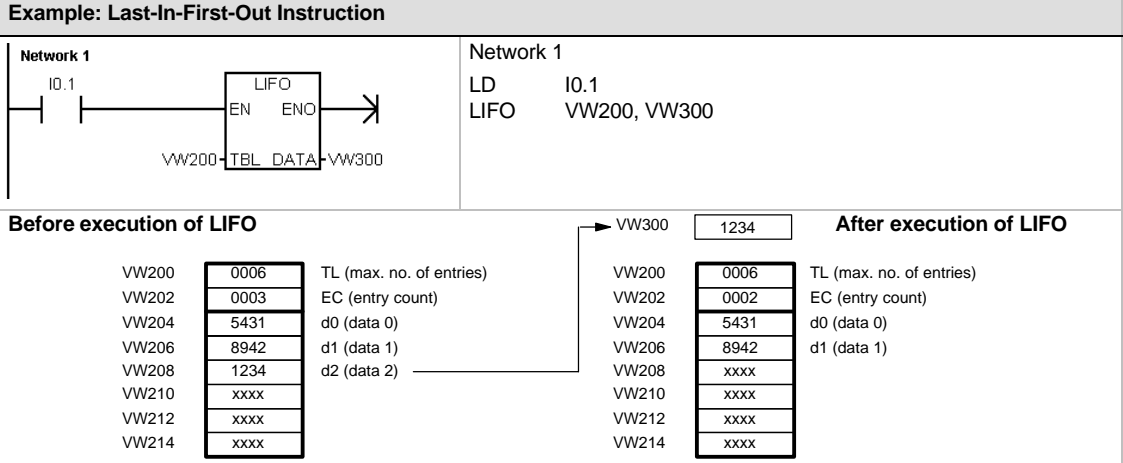 Example: Last-In-First-Out Instruction
Network 1
I0.1
LIFO
EN ENO
VW200 TBL DATA VW300
Network 1
LD I0.1
LIFO VW200, VW300
Before execution of LIFO
VW300 1234 After execution of LIFO
VW200 0006 TL (max. no. of entries) VW200 0006 TL (max. no. of entries)
VW202 0003 EC (entry count) VW202 0002 EC (entry count)
VW204 5431 d0 (data 0) VW204 5431 d0 (data 0)
VW206 8942 d1 (data 1) VW206 8942 d1 (data 1)
VW208 1234 d2 (data 2) VW208 xxxx
VW210 xxxx VW210 xxxx
VW212 xxxx VW212 xxxx
VW214 xxxx VW214 xxxx